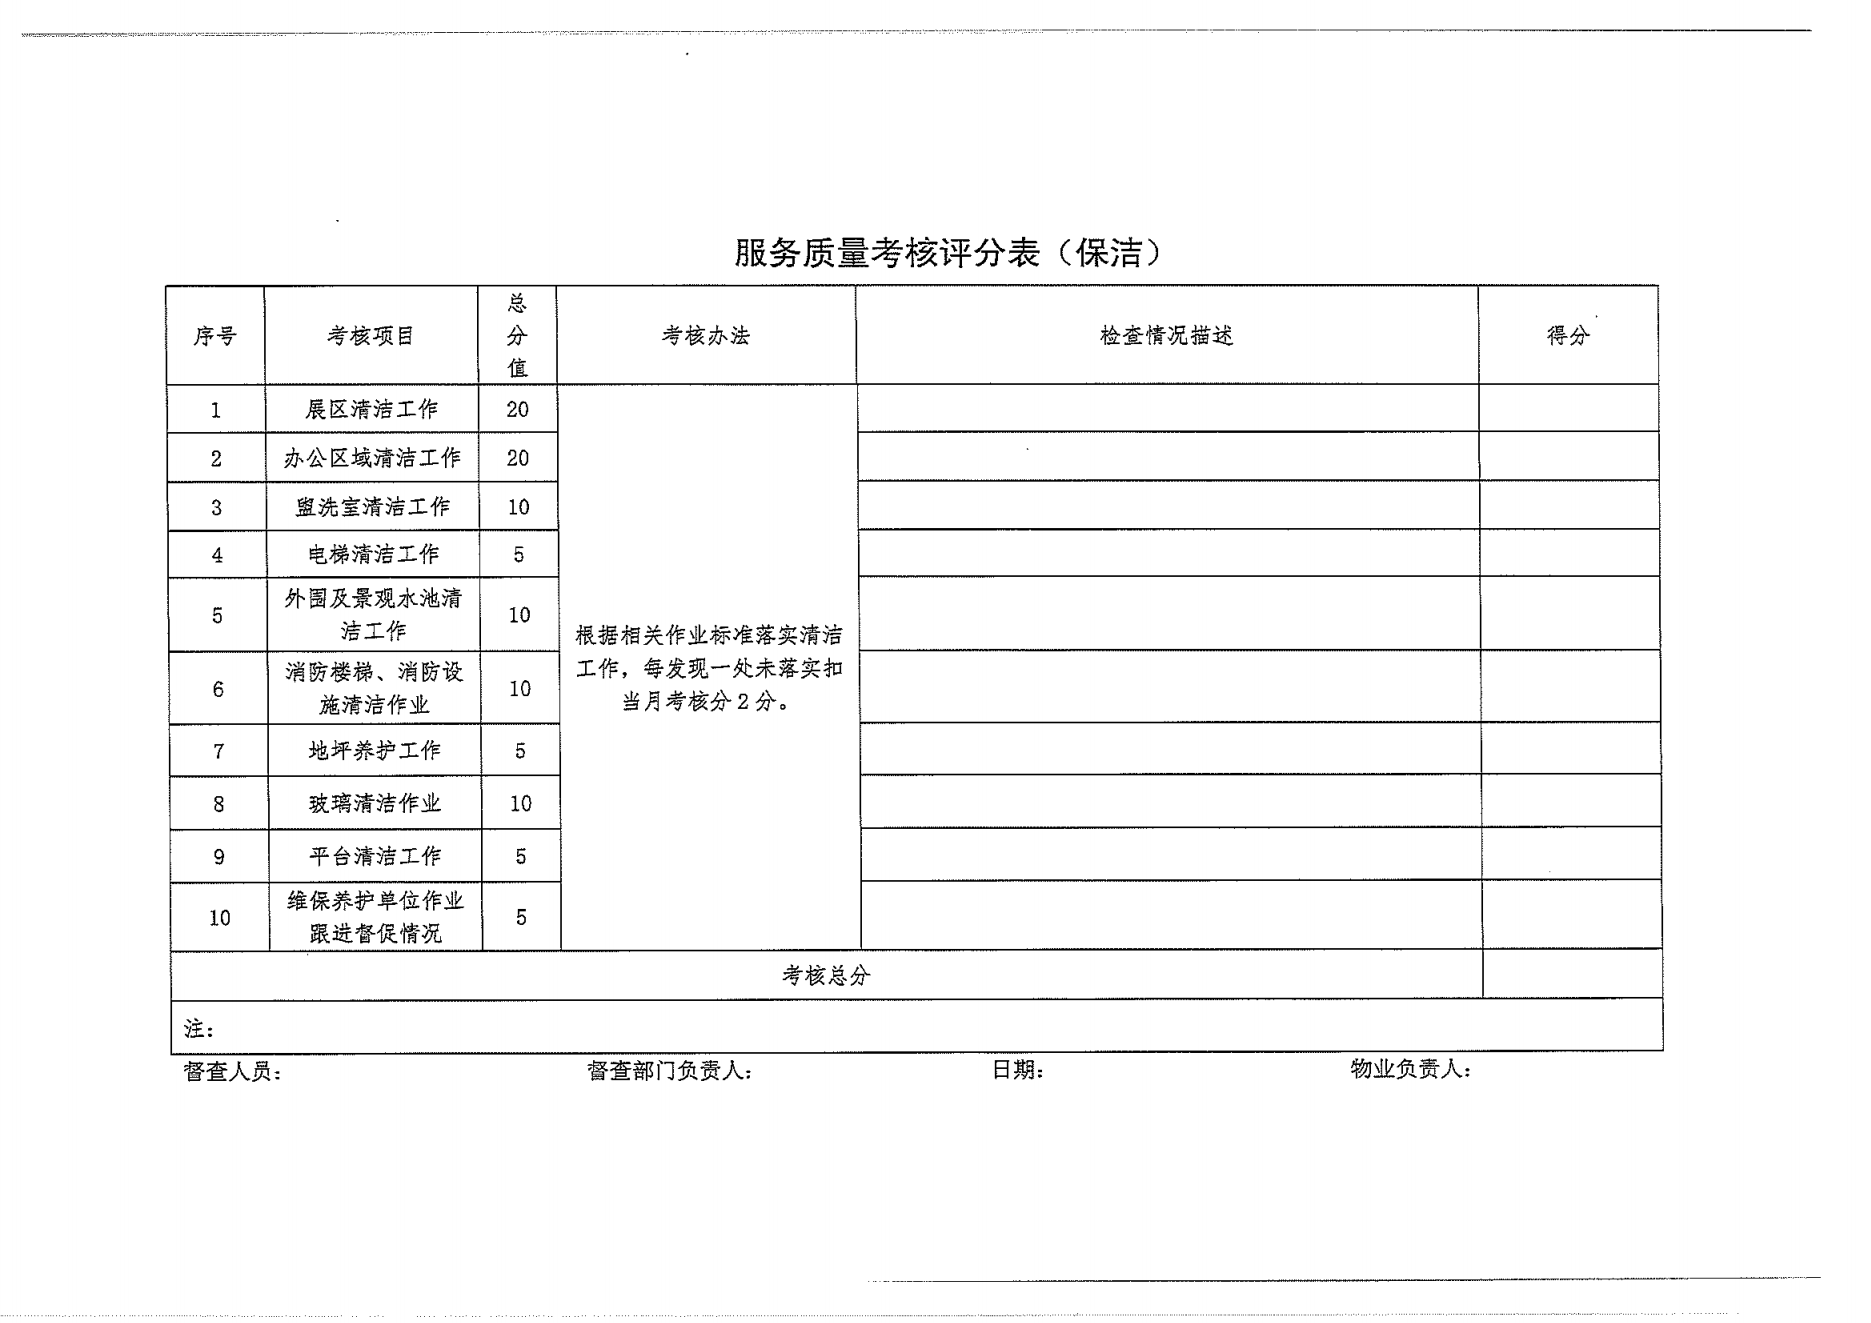 服务质量考核评分表（保洁）
序号 考核项目 总分值 考核办法 检查情况描述 得分
1 展区清洁工作 20
2 办公区域清洁工作 20
3 盥洗室清洁工作 10
4 电梯清洁工作 5
5 外围及景观水池清
洁工作 10
6 消防楼梯、消防设
施清洁作业 10
7 地坪养护工作 5
8 玻璃清洁作业 10
9 平台清洁工作 5
10 维保养护单位作业
跟进督促情况 5
根据相关作业标准落实清洁
工作，每发现一处未落实扣
当月考核分2分。
考核总分
注：
督查人员： 督查部门负责人： 日期： 物业负责人：